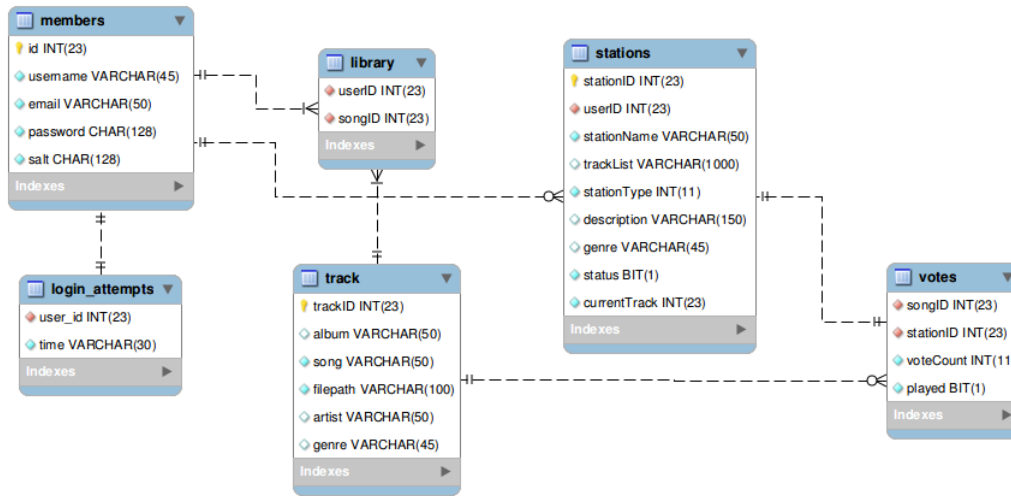 members
id INT(23)
username VARCHAR(45)
email VARCHAR(50)
password CHAR(128)
salt CHAR(128)
Indexes
login_attempts
user_id INT(23)
time VARCHAR(30)
Indexes
library
userID INT(23)
songID INT(23)
Indexes
track
trackID INT(23)
album VARCHAR(50)
song VARCHAR(50)
filepath VARCHAR(100)
artist VARCHAR(50)
genre VARCHAR(45)
Indexes
stations
stationID INT(23)
userID INT(23)
stationName VARCHAR(50)
trackList VARCHAR(1000)
stationType INT(11)
description VARCHAR(150)
genre VARCHAR(45)
status BIT(1)
currentTrack INT(23)
Indexes
votes
songID INT(23)
stationID INT(23)
voteCount INT(11
played BIT(1)
Indexes